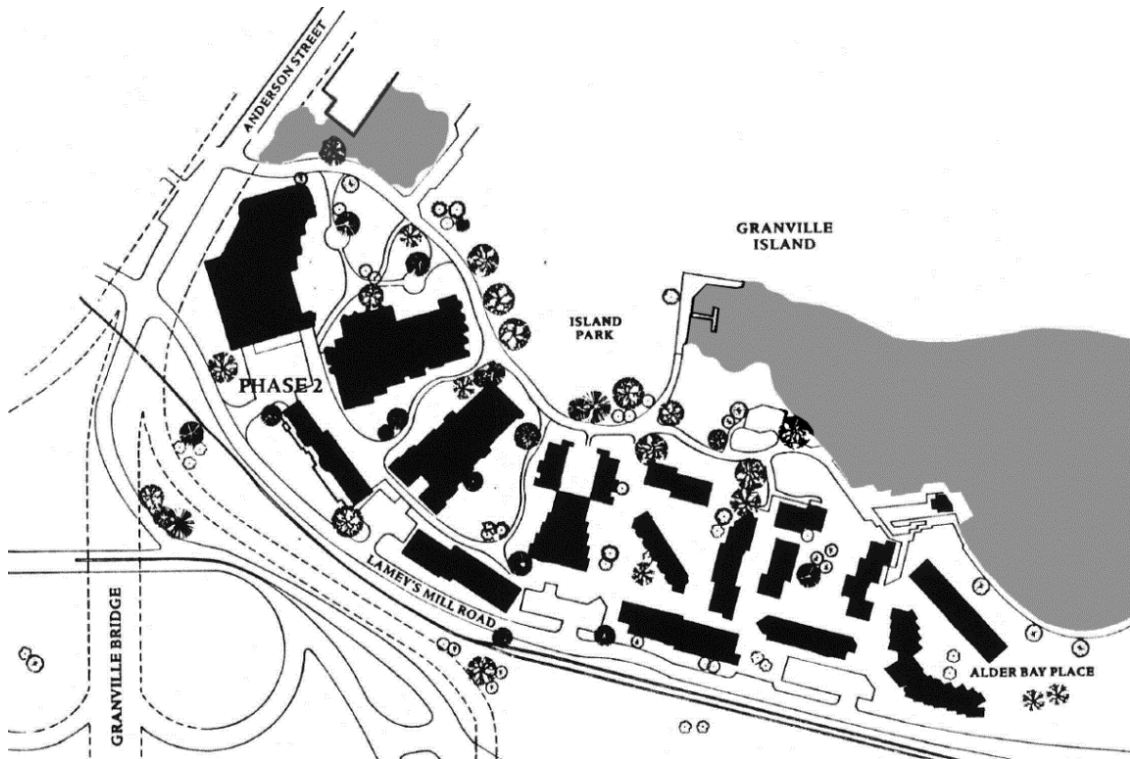 ANDERSON STREET
GRANVILLE
ISLAND
ISLAND
PARK
PHASE 2
LAMEY'S MILL ROAD
GRANVILLE BRIDGE
ALDER BAY PLACE